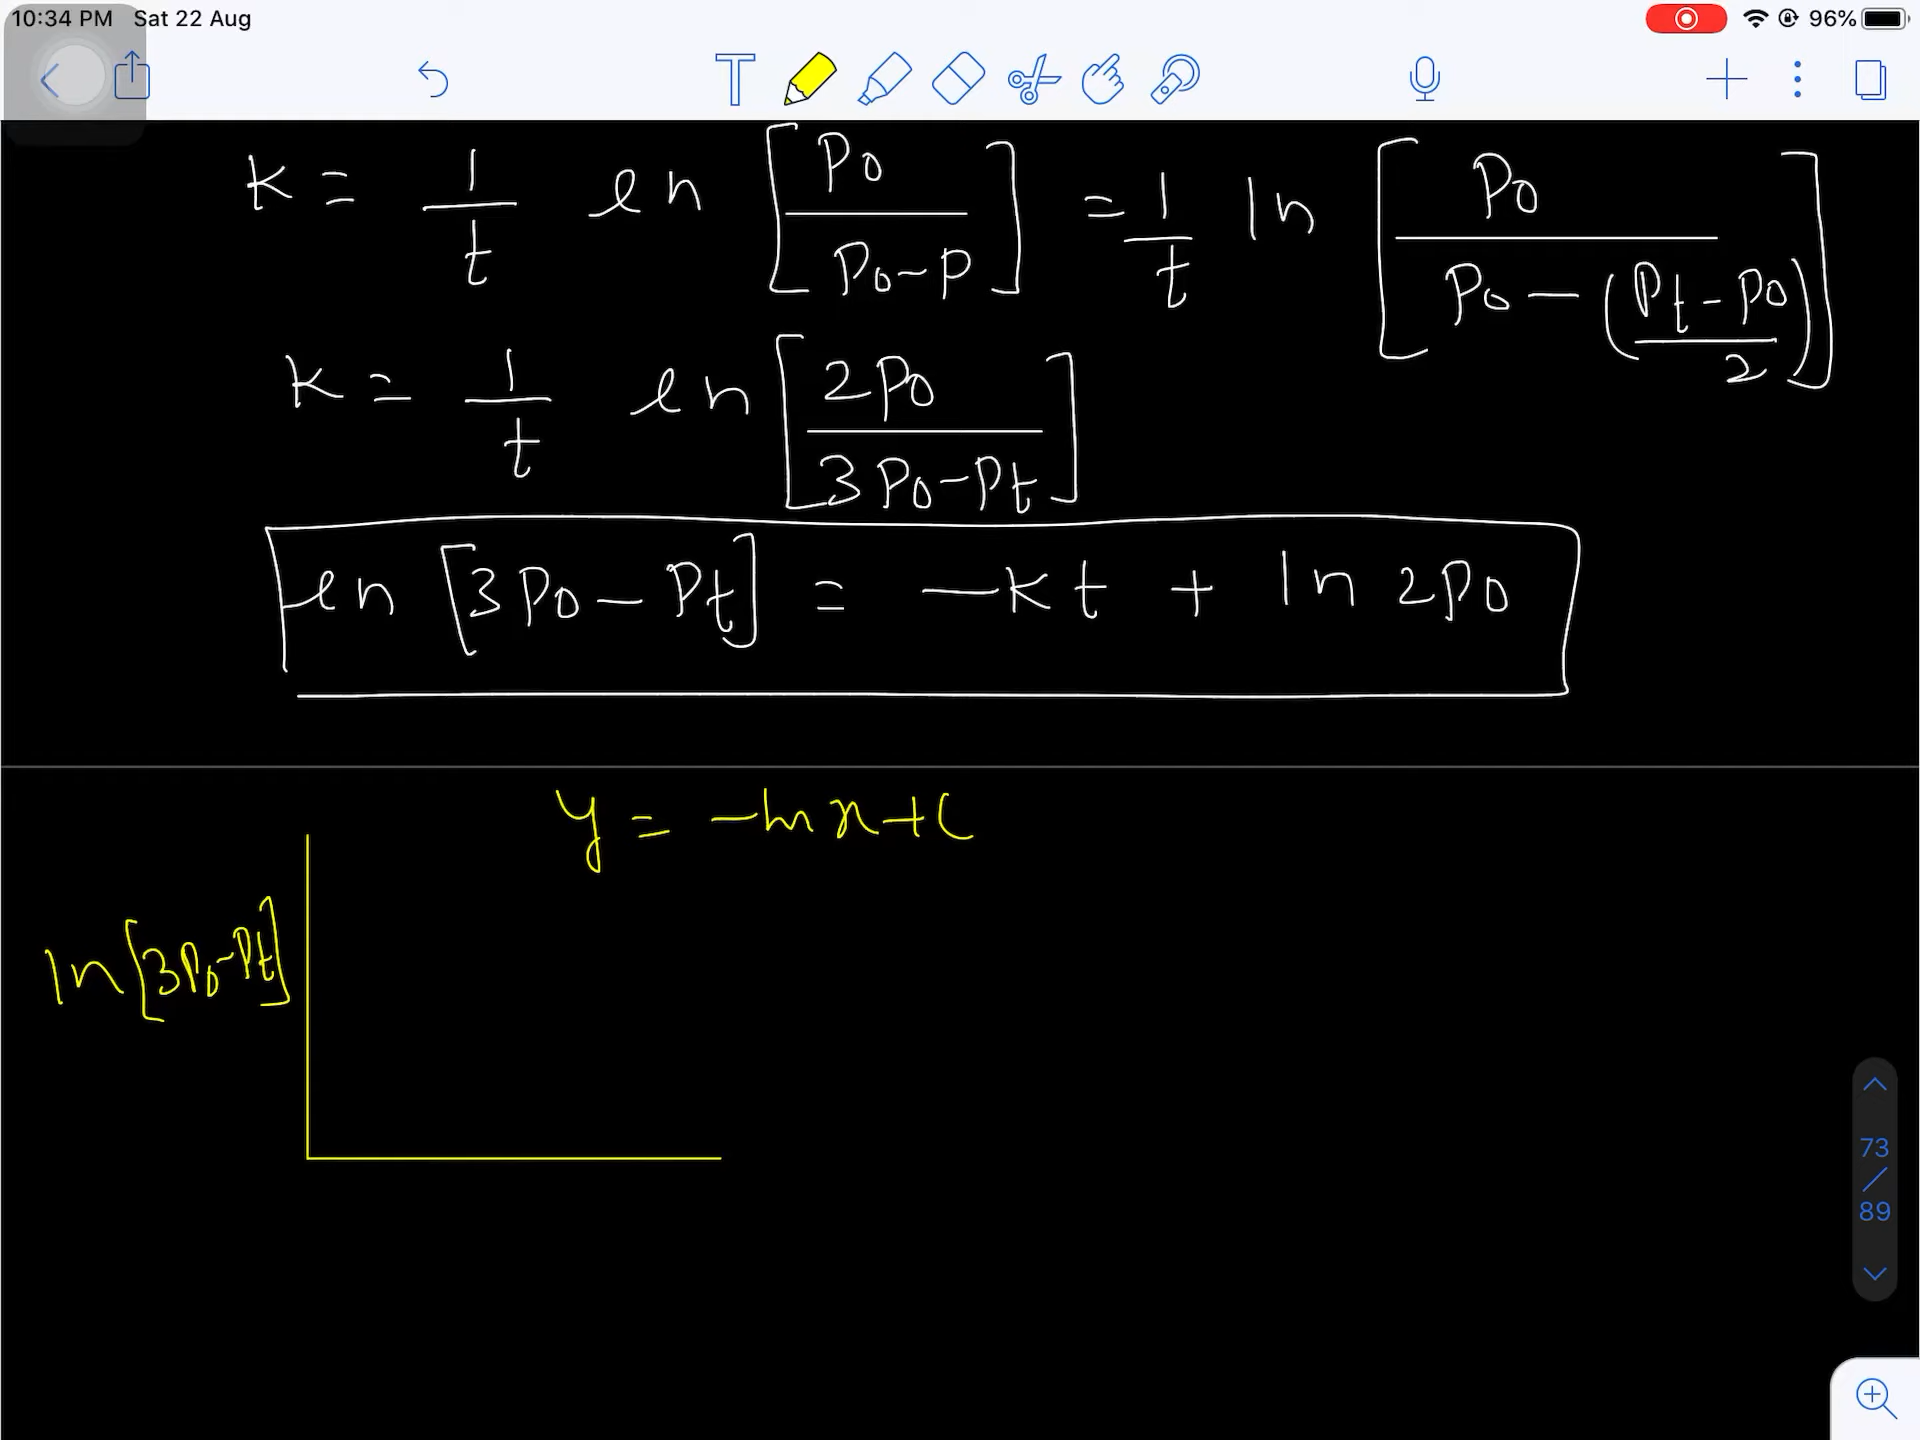 10:34 PM Sat 22 Aug 96%
K = 1/t ln [P0 / P0-P] = 1/t ln [P0 / P0-(Pt-P0/2)]
K = 1/t ln [2P0 / 3P0-Pt]
ln [3P0-Pt] = -Kt + ln 2P0
y = -mx+C
ln[3P0-Pt]
73
/
89